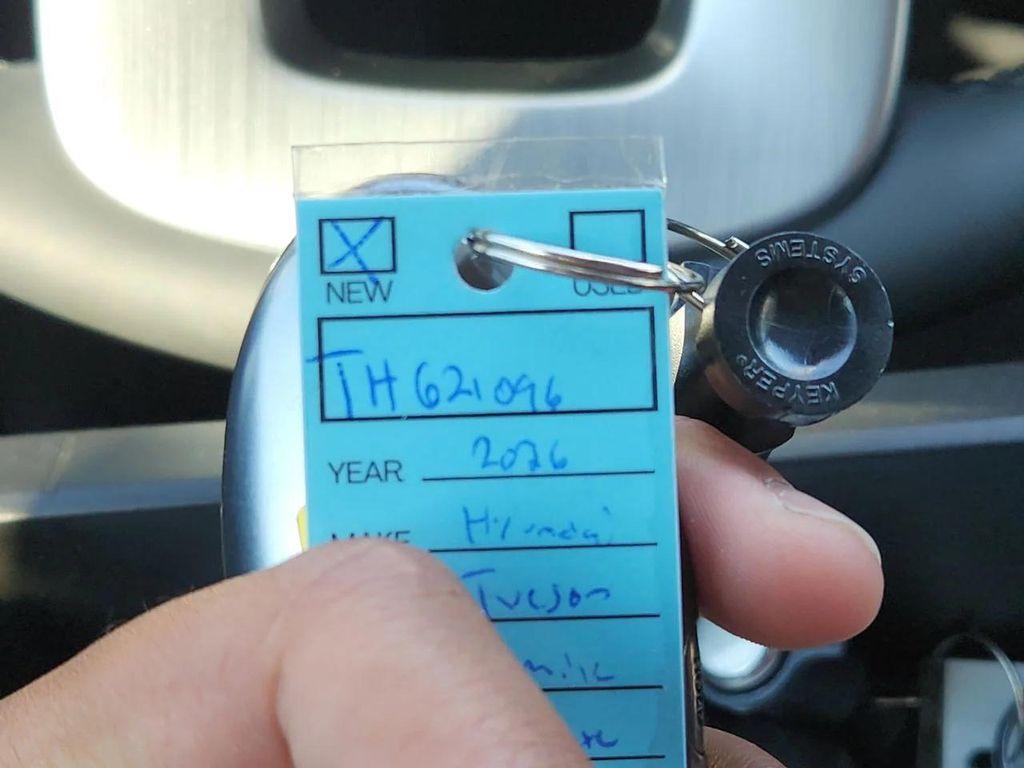 X
NEW USED
TH621096
YEAR 2026
MAKE Hyundai
Tucson
SYSTEMS
KEYPER®